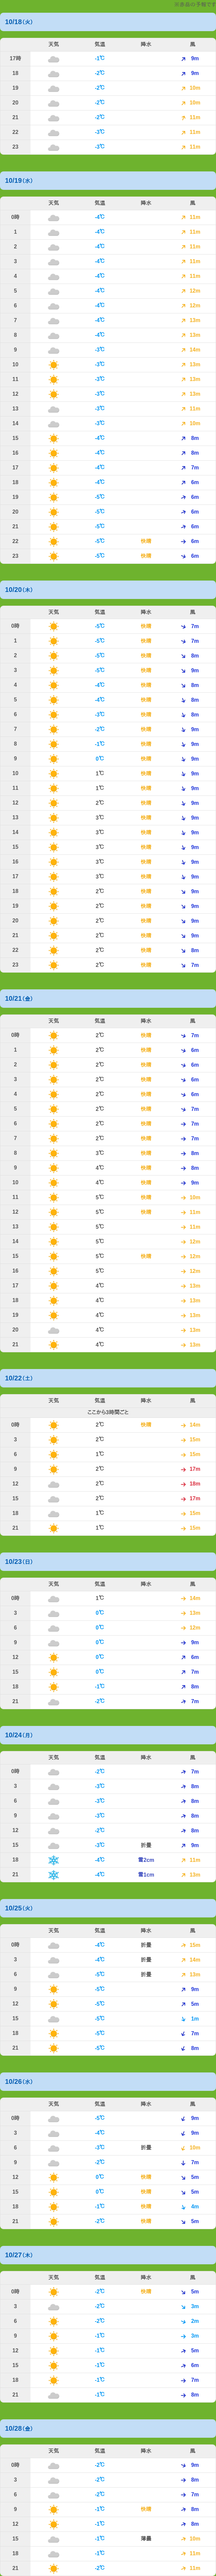 10/18(火)
天気 気温 降水 風
17時 -1℃ 9m
18 -2℃ 9m
19 -2℃ 10m
20 -2℃ 10m
21 -2℃ 11m
22 -3℃ 11m
23 -3℃ 11m
10/19(水)
天気 気温 降水 風
0時 -4℃ 11m
1 -4℃ 11m
2 -4℃ 11m
3 -4℃ 11m
4 -4℃ 11m
5 -4℃ 12m
6 -4℃ 12m
7 -4℃ 13m
8 -4℃ 13m
9 -3℃ 14m
10 -3℃ 13m
11 -3℃ 13m
12 -3℃ 13m
13 -3℃ 11m
14 -3℃ 10m
15 -4℃ 8m
16 -4℃ 8m
17 -4℃ 7m
18 -4℃ 6m
19 -5℃ 6m
20 -5℃ 6m
21 -5℃ 6m
22 -5℃ 快晴 6m
23 -5℃ 快晴 6m
10/20(木)
天気 気温 降水 風
0時 -5℃ 快晴 7m
1 -5℃ 快晴 7m
2 -5℃ 快晴 8m
3 -5℃ 快晴 9m
4 -4℃ 快晴 8m
5 -4℃ 快晴 8m
6 -3℃ 快晴 8m
7 -2℃ 快晴 9m
8 -1℃ 快晴 9m
9 0℃ 快晴 9m
10 1℃ 快晴 9m
11 1℃ 快晴 9m
12 2℃ 快晴 9m
13 3℃ 快晴 9m
14 3℃ 快晴 9m
15 3℃ 快晴 9m
16 3℃ 快晴 9m
17 3℃ 快晴 9m
18 2℃ 快晴 9m
19 2℃ 快晴 9m
20 2℃ 快晴 9m
21 2℃ 快晴 9m
22 2℃ 快晴 8m
23 2℃ 快晴 7m
10/21(金)
天気 気温 降水 風
0時 2℃ 快晴 7m
1 2℃ 快晴 6m
2 2℃ 快晴 6m
3 2℃ 快晴 6m
4 2℃ 快晴 6m
5 2℃ 快晴 7m
6 2℃ 快晴 7m
7 2℃ 快晴 7m
8 3℃ 快晴 8m
9 4℃ 快晴 8m
10 4℃ 快晴 9m
11 5℃ 快晴 10m
12 5℃ 快晴 11m
13 5℃ 11m
14 5℃ 12m
15 5℃ 快晴 12m
16 5℃ 12m
17 4℃ 13m
18 4℃ 13m
19 4℃ 13m
20 4℃ 13m
21 4℃ 13m
10/22(土)
天気 気温 降水 風
ここから3時間ごと
0時 2℃ 快晴 14m
3 2℃ 15m
6 1℃ 15m
9 2℃ 17m
12 2℃ 18m
15 2℃ 17m
18 1℃ 15m
21 1℃ 15m
10/23(日)
天気 気温 降水 風
0時 1℃ 14m
3 0℃ 13m
6 0℃ 12m
9 0℃ 9m
12 0℃ 6m
15 0℃ 7m
18 -1℃ 8m
21 -2℃ 7m
10/24(月)
天気 気温 降水 風
0時 -2℃ 7m
3 -3℃ 8m
6 -3℃ 8m
9 -3℃ 8m
12 -2℃ 8m
15 -3℃ 折曇 9m
18 -4℃ 雪2cm 11m
21 -4℃ 雪1cm 13m
10/25(火)
天気 気温 降水 風
0時 -4℃ 折曇 15m
3 -4℃ 折曇 14m
6 -5℃ 折曇 13m
9 -5℃ 9m
12 -5℃ 5m
15 -5℃ 1m
18 -5℃ 7m
21 -5℃ 8m
10/26(水)
天気 気温 降水 風
0時 -5℃ 9m
3 -4℃ 9m
6 -3℃ 折曇 10m
9 -2℃ 7m
12 0℃ 快晴 5m
15 0℃ 快晴 5m
18 -1℃ 快晴 4m
21 -2℃ 快晴 5m
10/27(木)
天気 気温 降水 風
0時 -2℃ 快晴 5m
3 -2℃ 3m
6 -2℃ 2m
9 -1℃ 3m
12 -1℃ 5m
15 -1℃ 6m
18 -1℃ 7m
21 -1℃ 8m
10/28(金)
天気 気温 降水 風
0時 -2℃ 9m
3 -2℃ 8m
6 -2℃ 7m
9 -1℃ 快晴 8m
12 -1℃ 8m
15 -1℃ 薄曇 10m
18 -1℃ 11m
21 -2℃ 11m